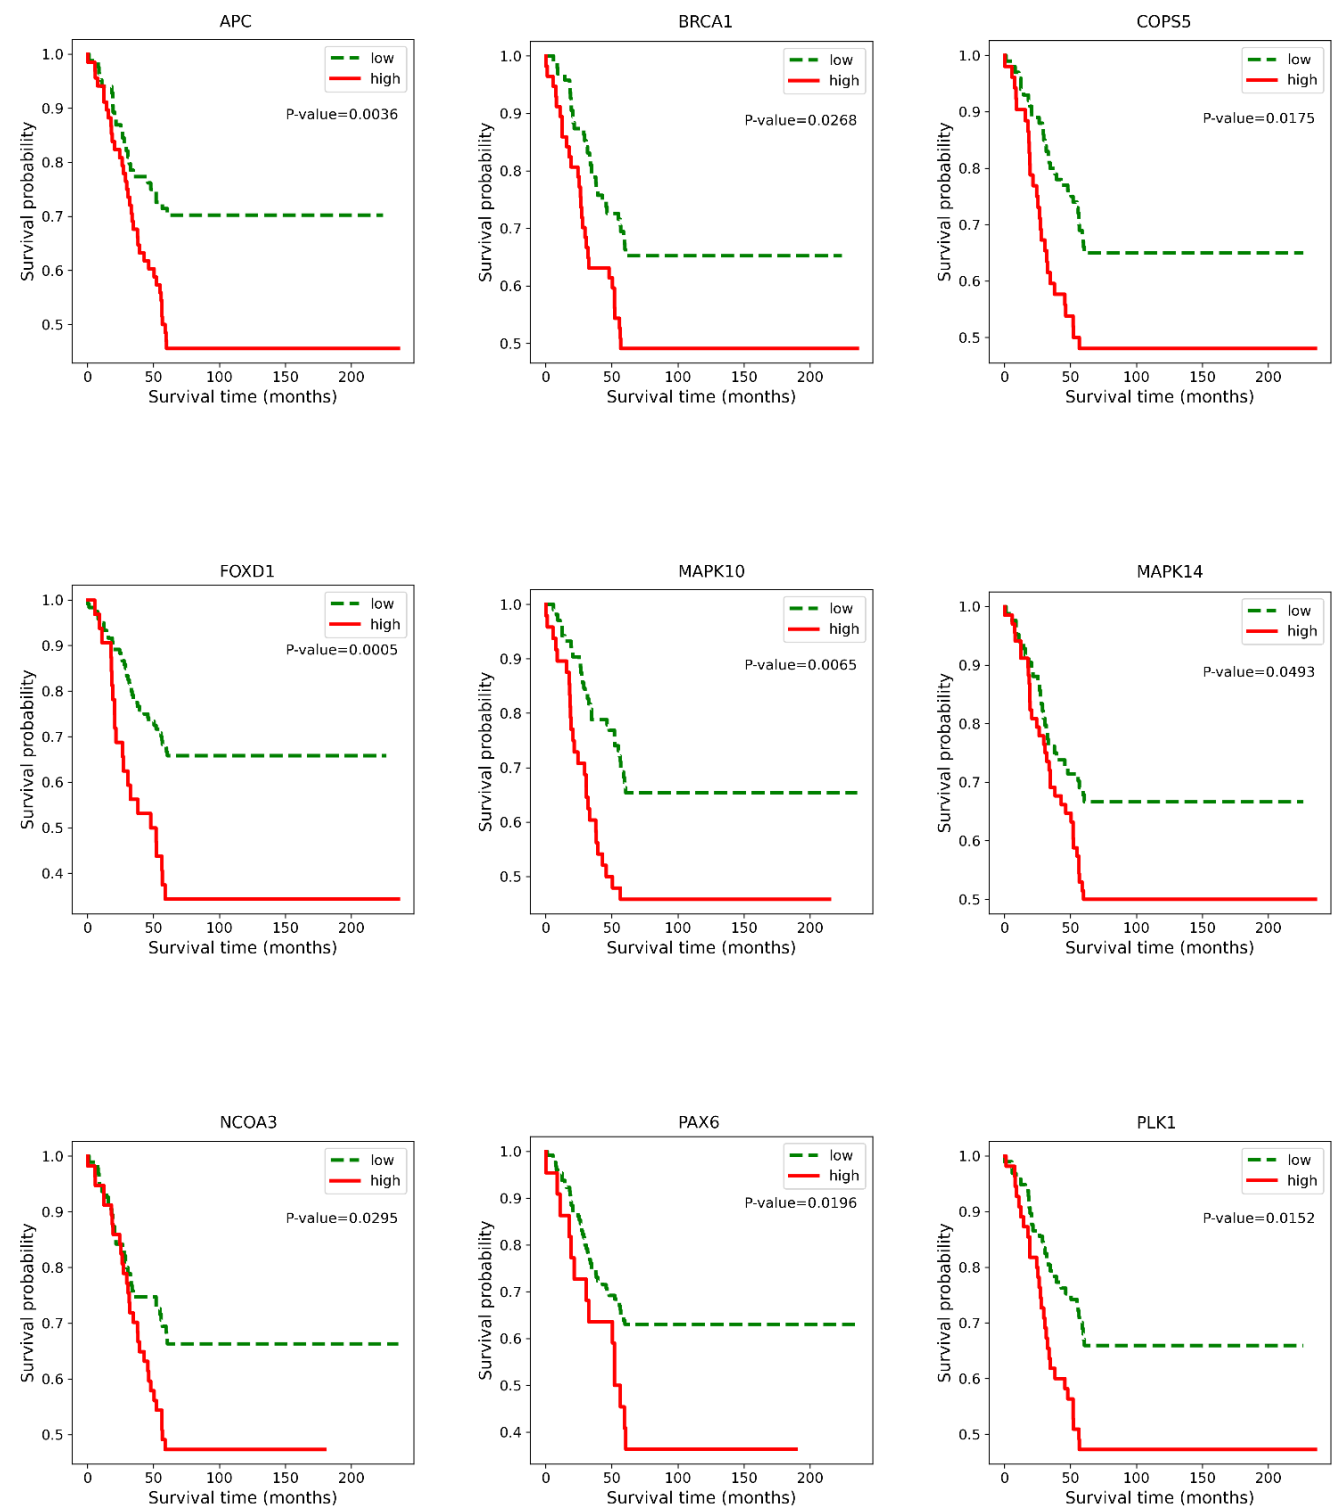 APC
low
high
P-value=0.0036
Survival probability
1.0
0.9
0.8
0.7
0.6
0.5
0 50 100 150 200
Survival time (months)
BRCA1
low
high
P-value=0.0268
Survival probability
1.0
0.9
0.8
0.7
0.6
0.5
0 50 100 150 200
Survival time (months)
COPS5
low
high
P-value=0.0175
Survival probability
1.0
0.9
0.8
0.7
0.6
0.5
0 50 100 150 200
Survival time (months)
FOXD1
low
high
P-value=0.0005
Survival probability
1.0
0.9
0.8
0.7
0.6
0.5
0.4
0 50 100 150 200
Survival time (months)
MAPK10
low
high
P-value=0.0065
Survival probability
1.0
0.9
0.8
0.7
0.6
0.5
0 50 100 150 200
Survival time (months)
MAPK14
low
high
P-value=0.0493
Survival probability
1.0
0.9
0.8
0.7
0.6
0.5
0 50 100 150 200
Survival time (months)
NCOA3
low
high
P-value=0.0295
Survival probability
1.0
0.9
0.8
0.7
0.6
0.5
0 50 100 150 200
Survival time (months)
PAX6
low
high
P-value=0.0196
Survival probability
1.0
0.9
0.8
0.7
0.6
0.5
0.4
0 50 100 150 200
Survival time (months)
PLK1
low
high
P-value=0.0152
Survival probability
1.0
0.9
0.8
0.7
0.6
0.5
0 50 100 150 200
Survival time (months)